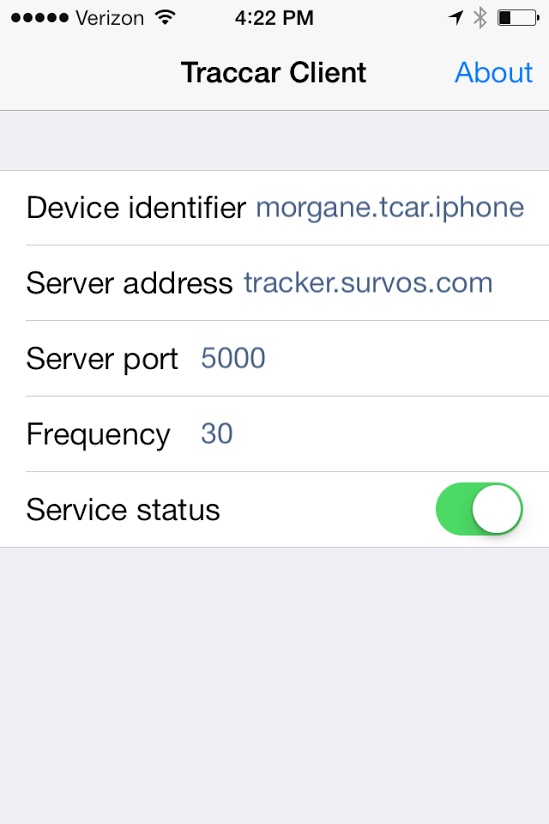 Verizon 4:22 PM
Traccar Client About
Device identifier morgane.tcar.iphone
Server address tracker.survos.com
Server port 5000
Frequency 30
Service status